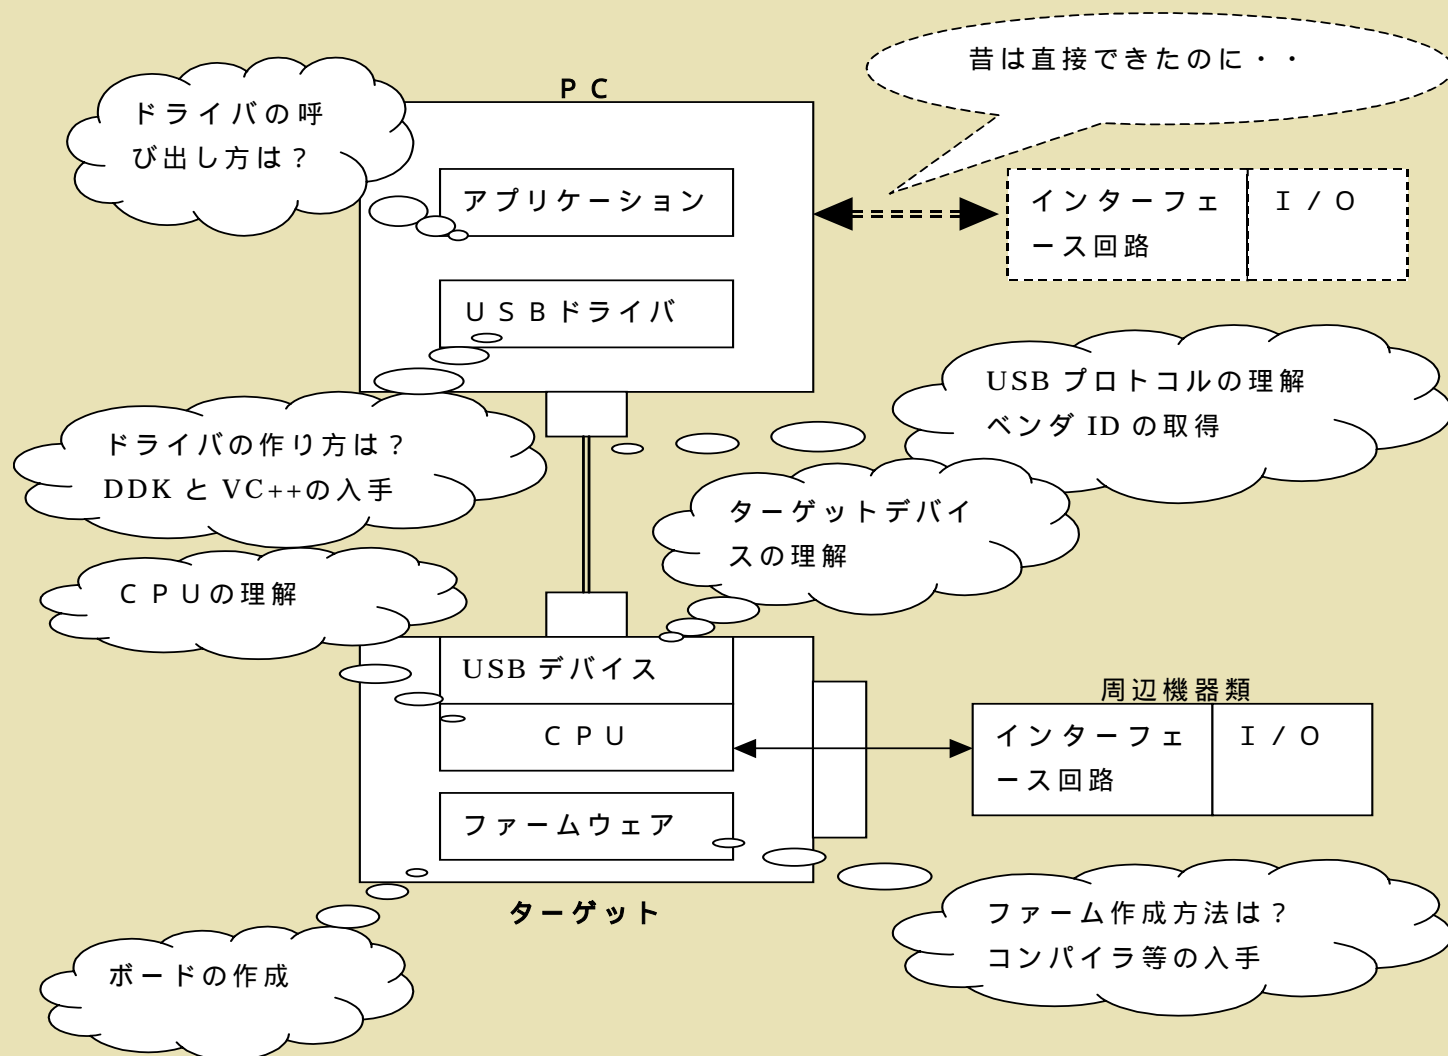 昔は直接できたのに・・
ＰＣ
ドライバの呼
び出し方は？
アプリケーション
インターフェ
ース回路
Ｉ／Ｏ
ＵＳＢドライバ
USB プロトコルの理解
ベンダ ID の取得
ドライバの作り方は？
DDK と VC++の入手
ターゲットデバイ
スの理解
ＣＰＵの理解
USB デバイス
ＣＰＵ
周辺機器類
インターフェ
ース回路
Ｉ／Ｏ
ファームウェア
ターゲット
ファーム作成方法は？
コンパイラ等の入手
ボードの作成